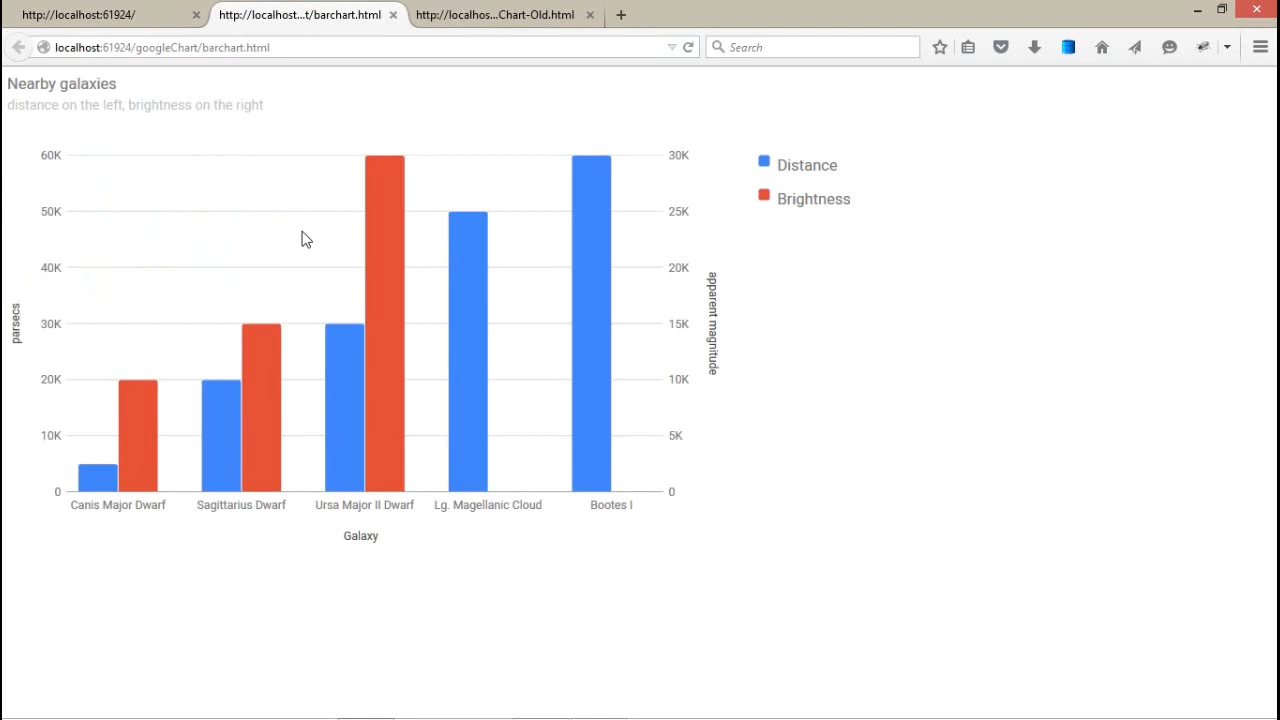 http://localhost:61924/
http://localhost...t/barchart.html
http://localhos...Chart-Old.html
localhost:61924/googleChart/barchart.html
Search
Nearby galaxies
distance on the left, brightness on the right
60K
50K
40K
30K
20K
10K
0
parsecs
30K
25K
20K
15K
10K
5K
0
apparent magnitude
Distance
Brightness
Canis Major Dwarf
Sagittarius Dwarf
Ursa Major II Dwarf
Lg. Magellanic Cloud
Bootes I
Galaxy